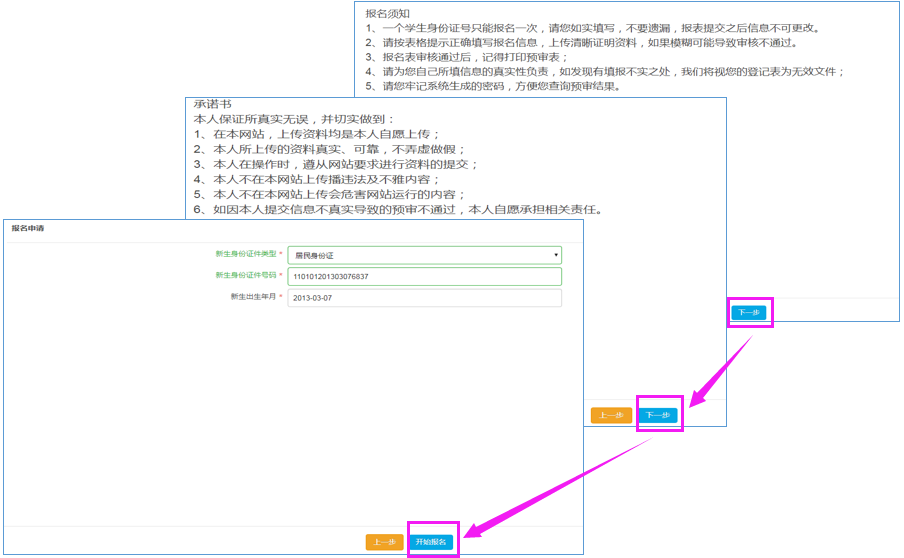 报名须知
1、一个学生身份证号只能报名一次，请您如实填写，不要遗漏，报表提交之后信息不可更改。
2、请按表格提示正确填写报名信息，上传清晰证明资料，如果模糊可能导致审核不通过。
3、报名表审核通过后，记得打印预审表；
4、请为您自己所填信息的真实性负责，如发现有填报不实之处，我们将视您的登记表为无效文件；
5、请您牢记系统生成的密码，方便您查询预审结果。
下一步
承诺书
本人保证所真实无误，并切实做到：
1、在本网站，上传资料均是本人自愿上传；
2、本人所上传的资料真实、可靠，不弄虚做假；
3、本人在操作时，遵从网站要求进行资料的提交；
4、本人不在本网站上传播违法及不雅内容；
5、本人不在本网站上传会危害网站运行的内容；
6、如因本人提交信息不真实导致的预审不通过，本人自愿承担相关责任。
上一步 下一步
报名申请
新生身份证件类型 * 居民身份证
新生身份证件号码 * 110101201303076837
新生出生年月 * 2013-03-07
上一步 开始报名